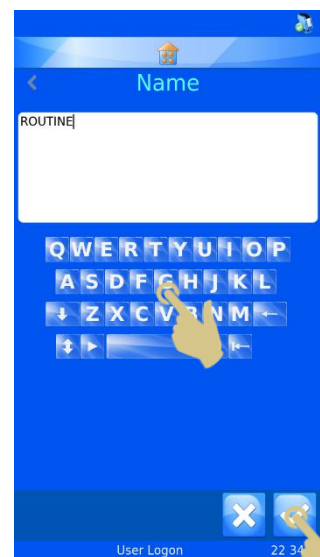 Name
ROUTINE
Q W E R T Y U I O P
A S D F G H J K L
Z X C V B N M
User Logon
22 34